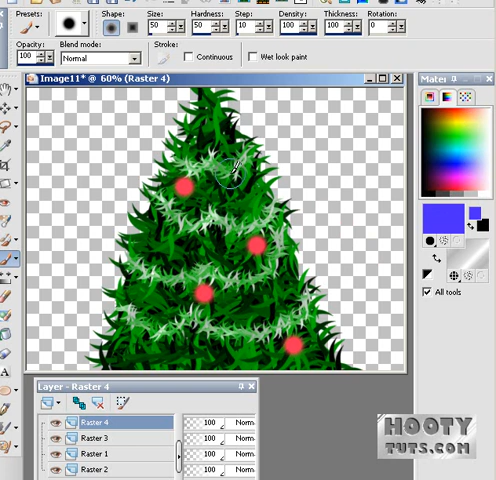 Presets: Shape: Size: Hardness: Step: Density: Thickness: Rotation:
50 50 10 100 100 0
Opacity: Blend mode: Stroke:
100 Normal Continuous Wet look paint
Image11* @ 60% (Raster 4)
Mater
All tools
A
Layer - Raster 4
Raster 4 100 Norm
Raster 3 100 Norm
Raster 1 100 Norm
Raster 2 100 Norm
HOOTY
TUTS.COM